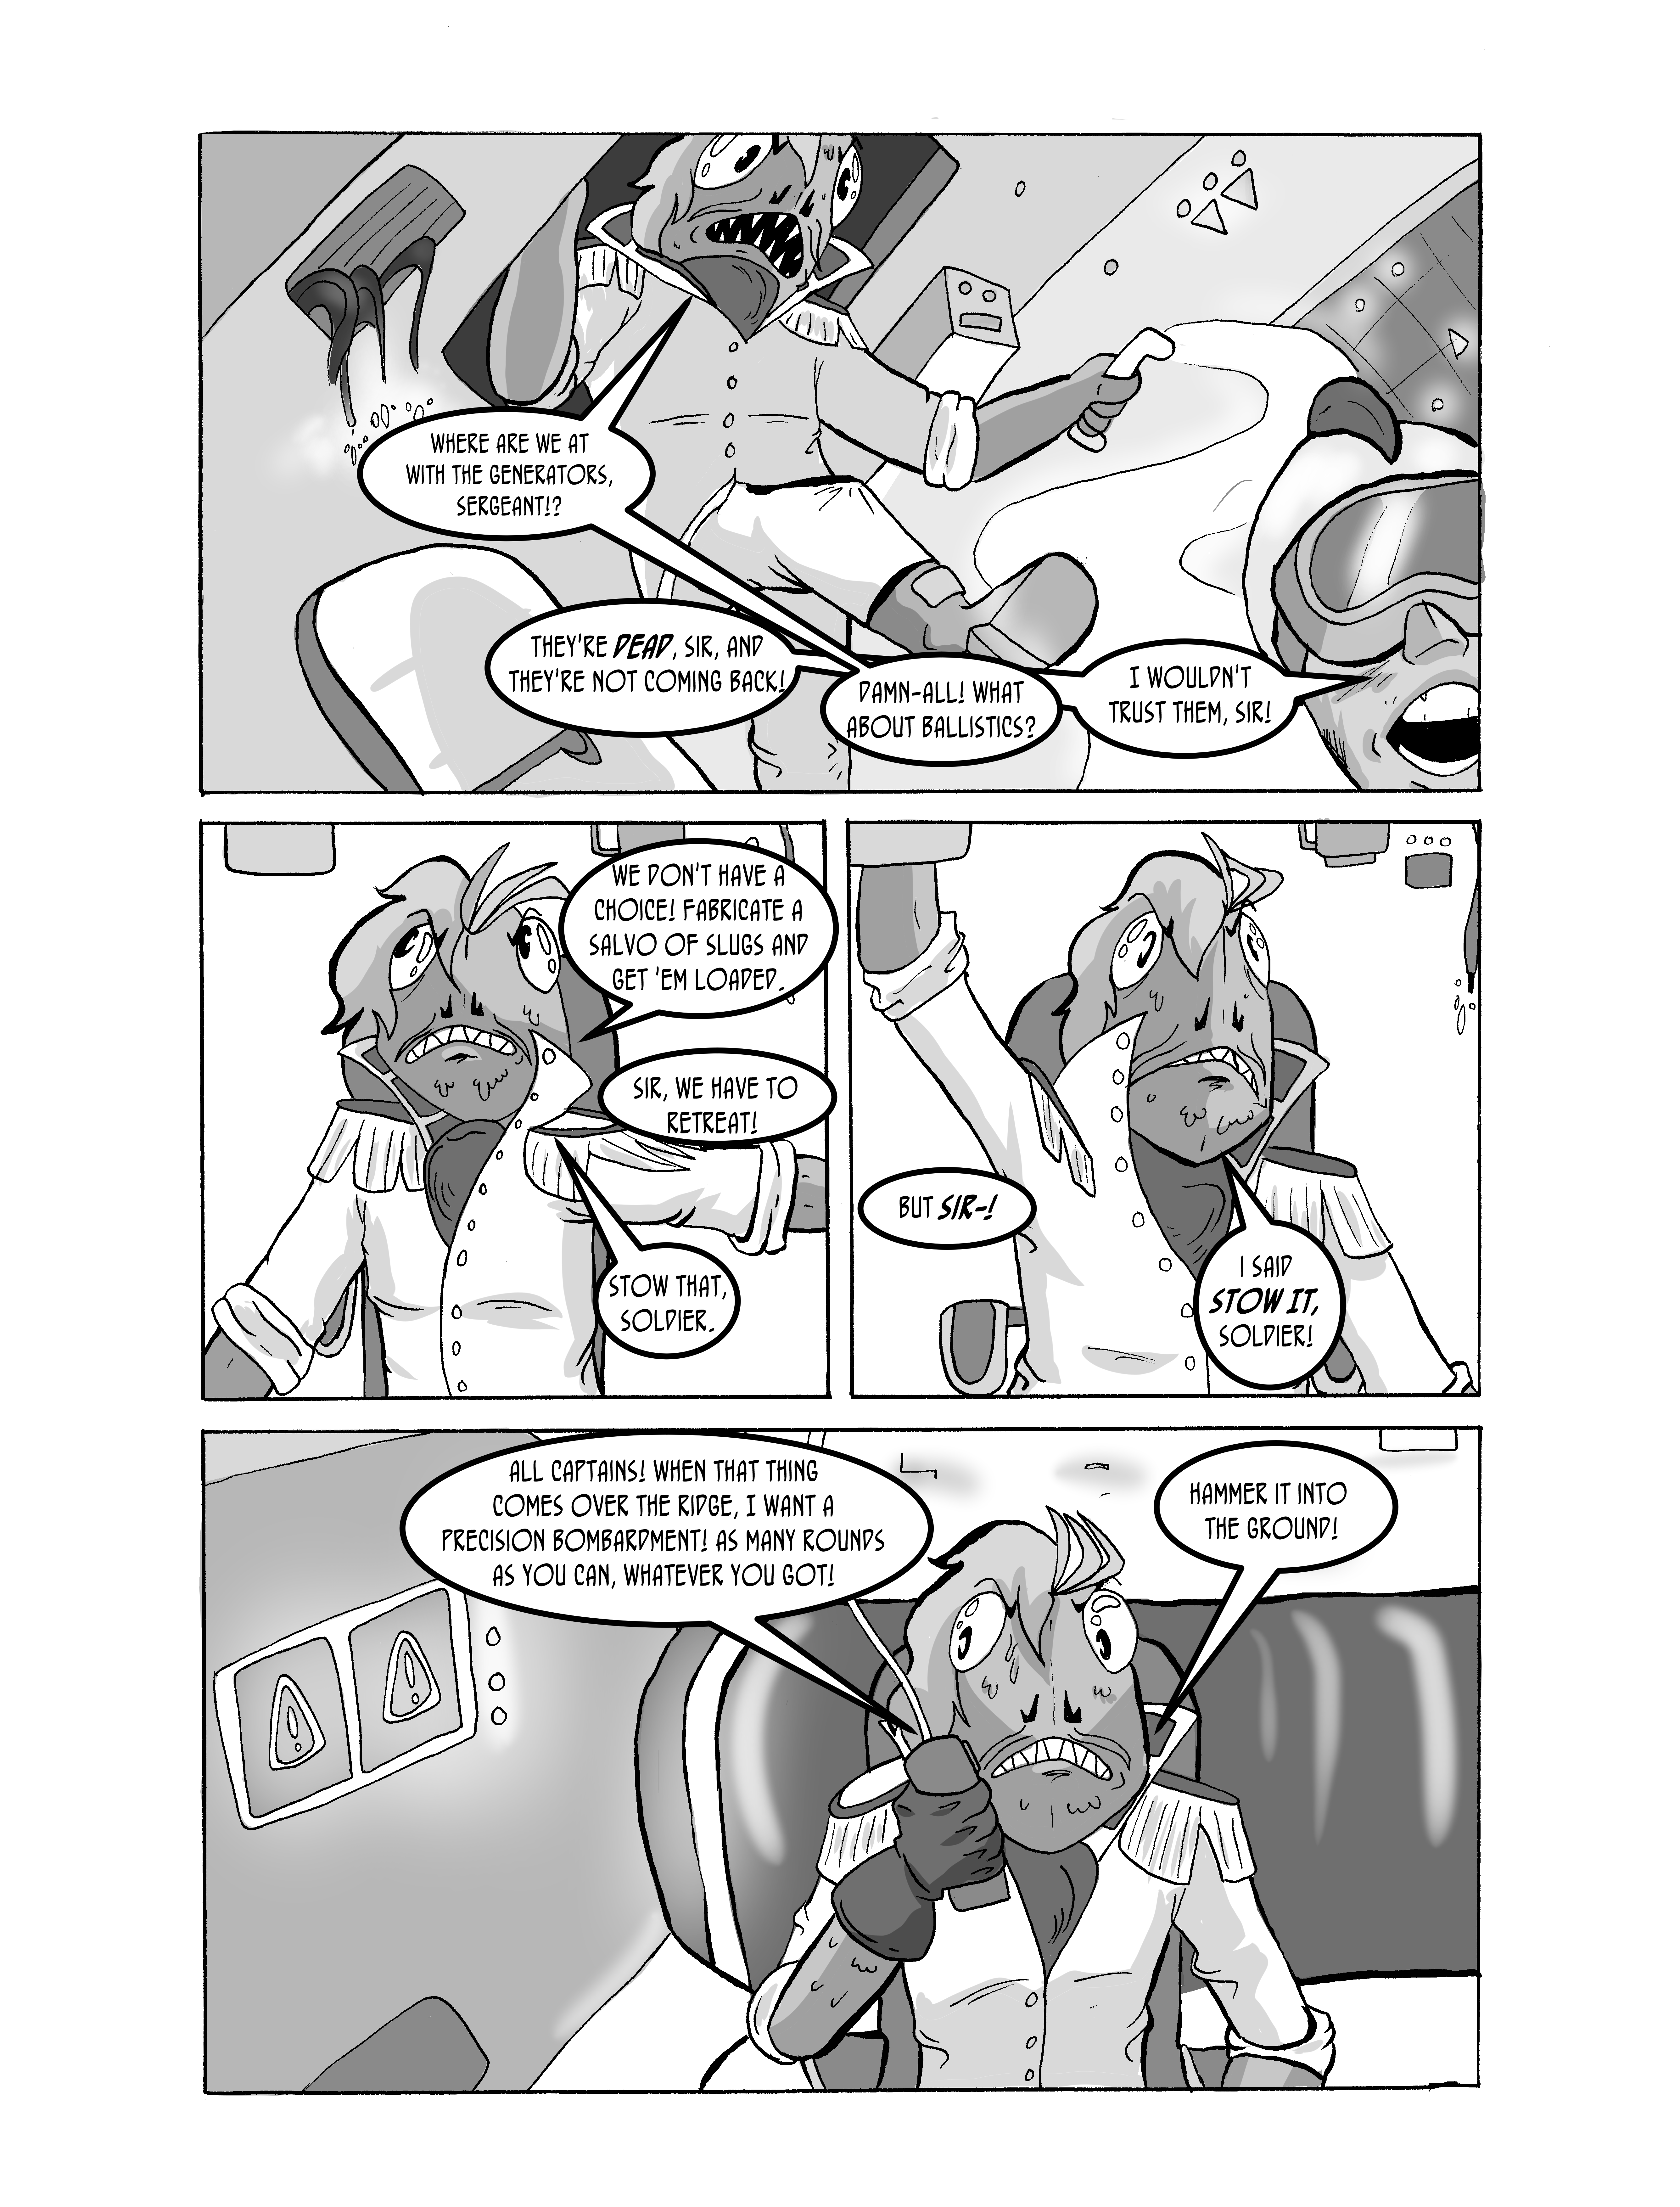 WHERE ARE WE AT
WITH THE GENERATORS,
SERGEANT!?
THEY'RE DEAD, SIR, AND
THEY'RE NOT COMING BACK!
DAMN-ALL! WHAT
ABOUT BALLISTICS?
I WOULDN'T
TRUST THEM, SIR!
WE DON'T HAVE A
CHOICE! FABRICATE A
SALVO OF SLUGS AND
GET 'EM LOADED.
SIR, WE HAVE TO
RETREAT!
STOW THAT,
SOLDIER.
BUT SIR-!
I SAID
STOW IT,
SOLDIER!
ALL CAPTAINS! WHEN THAT THING
COMES OVER THE RIDGE, I WANT A
PRECISION BOMBARDMENT! AS MANY ROUNDS
AS YOU CAN, WHATEVER YOU GOT!
HAMMER IT INTO
THE GROUND!